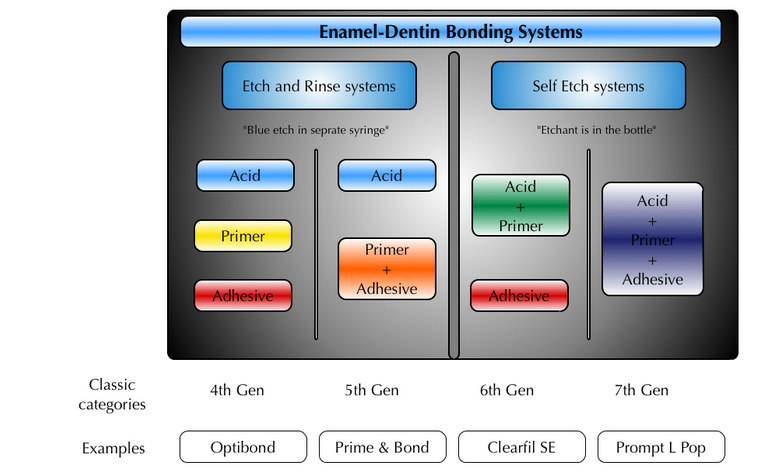 Enamel-Dentin Bonding Systems
Etch and Rinse systems
Self Etch systems
"Blue etch in seprate syringe"
"Etchant is in the bottle"
Acid
Primer
Adhesive
Acid
Primer
+
Adhesive
Acid
+
Primer
Adhesive
Acid
+
Primer
+
Adhesive
Classic
categories
4th Gen
5th Gen
6th Gen
7th Gen
Examples
Optibond
Prime & Bond
Clearfil SE
Prompt L Pop